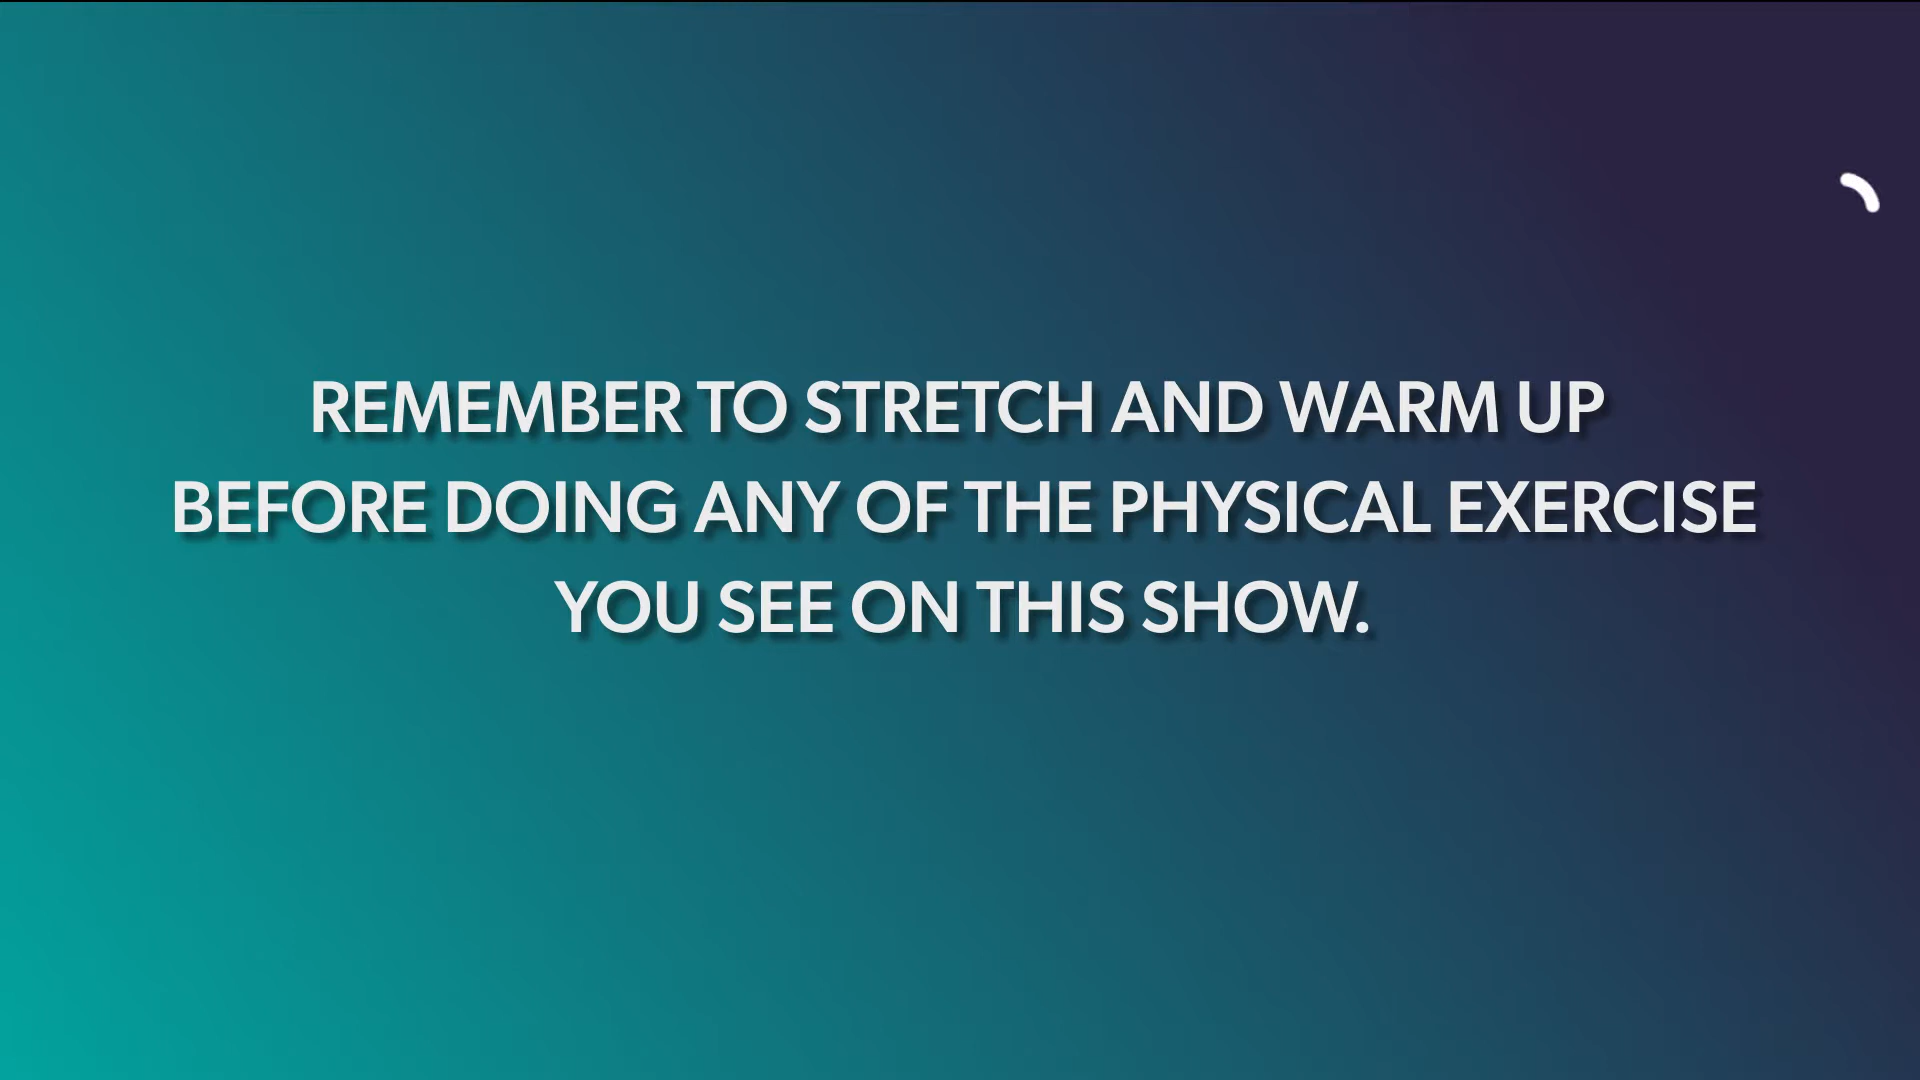 REMEMBER TO STRETCH AND WARM UP
BEFORE DOING ANY OF THE PHYSICAL EXERCISE
YOU SEE ON THIS SHOW.